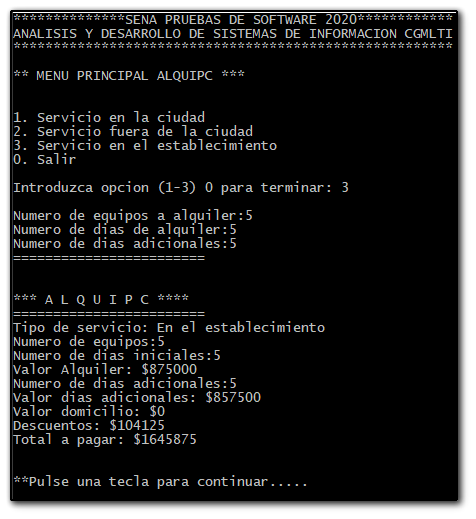 **************SENA PRUEBAS DE SOFTWARE 2020************
ANALISIS Y DESARROLLO DE SISTEMAS DE INFORMACION CGMLTI
*******************************************************
** MENU PRINCIPAL ALQUIPC ***
1. Servicio en la ciudad
2. Servicio fuera de la ciudad
3. Servicio en el establecimiento
0. Salir
Introduzca opcion (1-3) 0 para terminar: 3
Numero de equipos a alquiler:5
Numero de dias de alquiler:5
Numero de dias adicionales:5
========================
*** A L Q U I P C ****
========================
Tipo de servicio: En el establecimiento
Numero de equipos:5
Numero de dias iniciales:5
Valor Alquiler: $875000
Numero de dias adicionales:5
Valor dias adicionales: $857500
Valor domicilio: $0
Descuentos: $104125
Total a pagar: $1645875
**Pulse una tecla para continuar.....